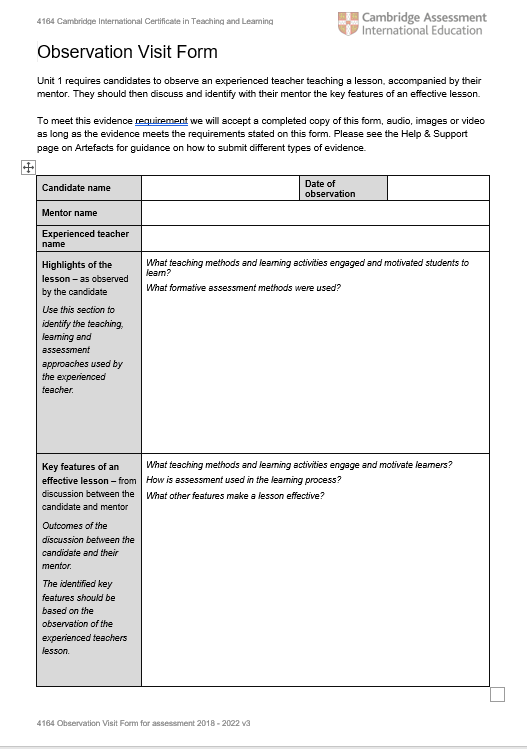 4164 Cambridge International Certificate in Teaching and Learning
Cambridge Assessment
International Education
Observation Visit Form
Unit 1 requires candidates to observe an experienced teacher teaching a lesson, accompanied by their
mentor. They should then discuss and identify with their mentor the key features of an effective lesson.
To meet this evidence requirement we will accept a completed copy of this form, audio, images or video
as long as the evidence meets the requirements stated on this form. Please see the Help & Support
page on Artefacts for guidance on how to submit different types of evidence.
Candidate name
Date of
observation
Mentor name
Experienced teacher
name
Highlights of the
lesson – as observed
by the candidate
Use this section to
identify the teaching,
learning and
assessment
approaches used by
the experienced
teacher.
What teaching methods and learning activities engaged and motivated students to
learn?
What formative assessment methods were used?
Key features of an
effective lesson – from
discussion between the
candidate and mentor
Outcomes of the
discussion between the
candidate and their
mentor.
The identified key
features should be
based on the
observation of the
experienced teachers
lesson.
What teaching methods and learning activities engage and motivate learners?
How is assessment used in the learning process?
What other features make a lesson effective?
4164 Observation Visit Form for assessment 2018 - 2022 v3